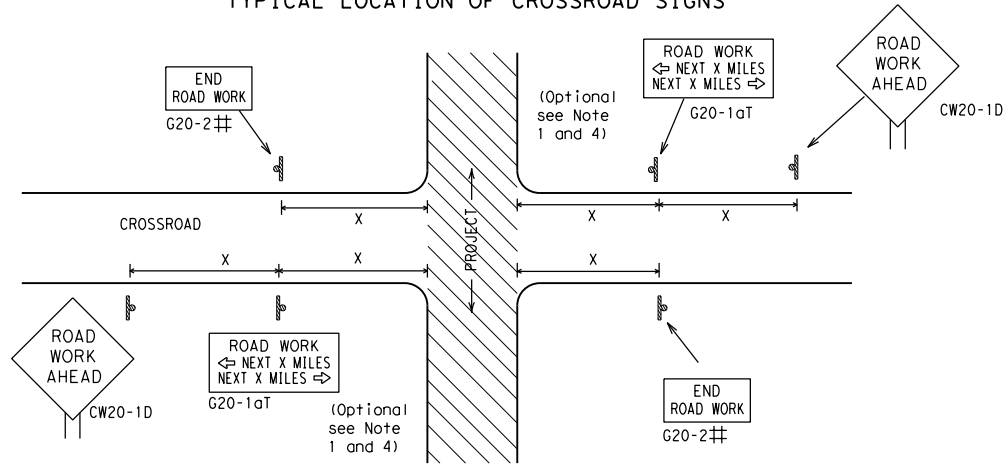 TYPICAL LOCATION OF CROSSROAD SIGNS
END
ROAD WORK
G20-2#
ROAD WORK
⇦ NEXT X MILES
NEXT X MILES ⇨
G20-1aT
(Optional
see Note
1 and 4)
ROAD
WORK
AHEAD
CW20-1D
X
X
X
CROSSROAD
PROJECT
X
X
X
ROAD
WORK
AHEAD
CW20-1D
ROAD WORK
⇦ NEXT X MILES
NEXT X MILES ⇨
G20-1aT
(Optional
see Note
1 and 4)
END
ROAD WORK
G20-2#